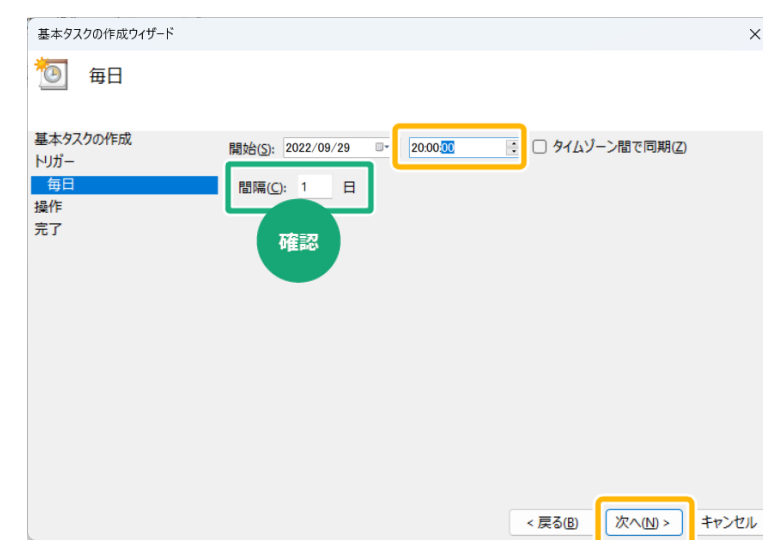 基本タスクの作成ウィザード
毎日
基本タスクの作成
トリガー
毎日
操作
完了
開始(S): 2022/09/29 20:00:00 タイムゾーン間で同期(Z)
間隔(C): 1 日
確認
< 戻る(B) 次へ(N) > キャンセル